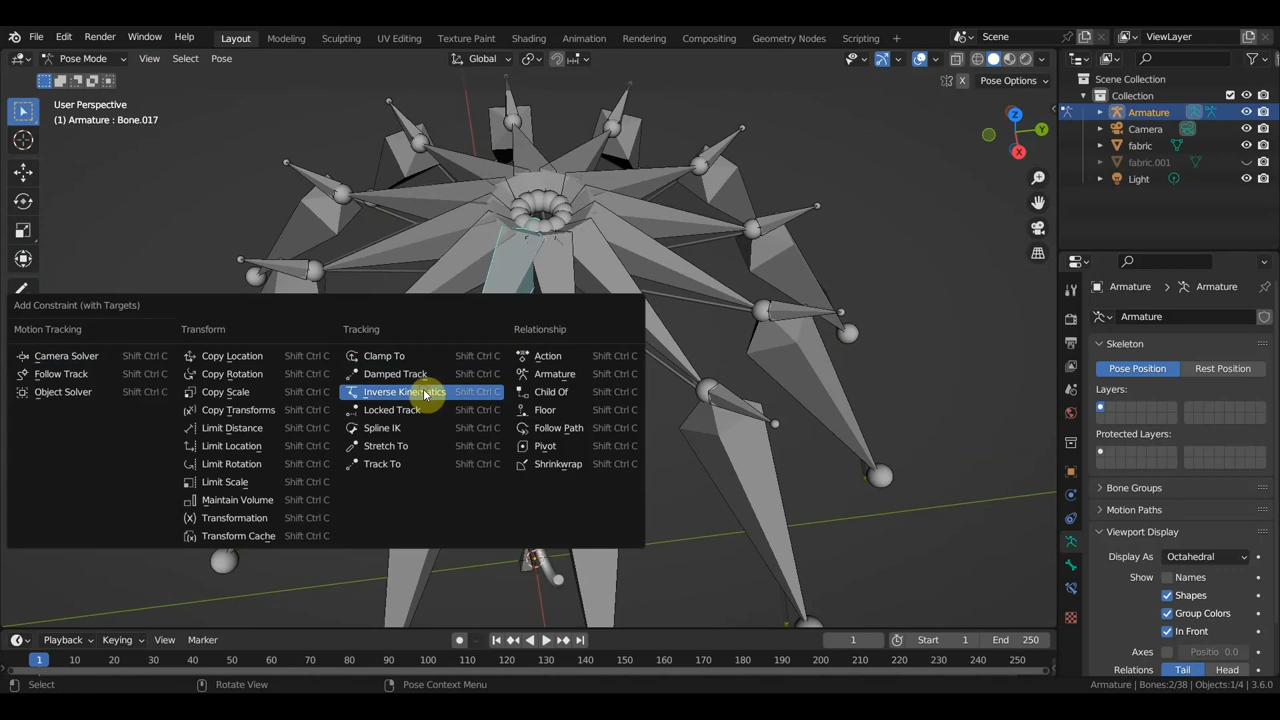 File Edit Render Window Help Layout Modeling Sculpting UV Editing Texture Paint Shading Animation Rendering Compositing Geometry Nodes Scripting + Scene ViewLayer
Pose Mode View Select Pose Global Pose Options
X
User Perspective
(1) Armature : Bone.017
Z
Y
X
Add Constraint (with Targets)
Motion Tracking Transform Tracking Relationship
Camera Solver Shift Ctrl C Copy Location Shift Ctrl C Clamp To Shift Ctrl C Action Shift Ctrl C
Follow Track Shift Ctrl C Copy Rotation Shift Ctrl C Damped Track Shift Ctrl C Armature Shift Ctrl C
Object Solver Shift Ctrl C Copy Scale Shift Ctrl C Inverse Kinematics Shift Ctrl C Child Of Shift Ctrl C
Copy Transforms Shift Ctrl C Locked Track Shift Ctrl C Floor Shift Ctrl C
Limit Distance Shift Ctrl C Spline IK Shift Ctrl C Follow Path Shift Ctrl C
Limit Location Shift Ctrl C Stretch To Shift Ctrl C Pivot Shift Ctrl C
Limit Rotation Shift Ctrl C Track To Shift Ctrl C Shrinkwrap Shift Ctrl C
Limit Scale Shift Ctrl C
Maintain Volume Shift Ctrl C
Transformation Shift Ctrl C
Transform Cache Shift Ctrl C
Scene Collection
Collection
Armature
Camera
fabric
fabric.001
Light
Armature Armature
Armature
Skeleton
Pose Position Rest Position
Layers:
Protected Layers:
Bone Groups
Motion Paths
Viewport Display
Display As Octahedral
Show Names
Shapes
Group Colors
In Front
Axes Positio 0.0
Relations Tail Head
Playback Keying View Marker 1 Start 1 End 250
1 10 20 30 40 50 60 70 80 90 100 110 120 130 140 150 160 170 180 190 200 210 220 230 240 250
Select Rotate View Pose Context Menu Armature | Bones:2/38 | Objects:1/4 | 3.6.0